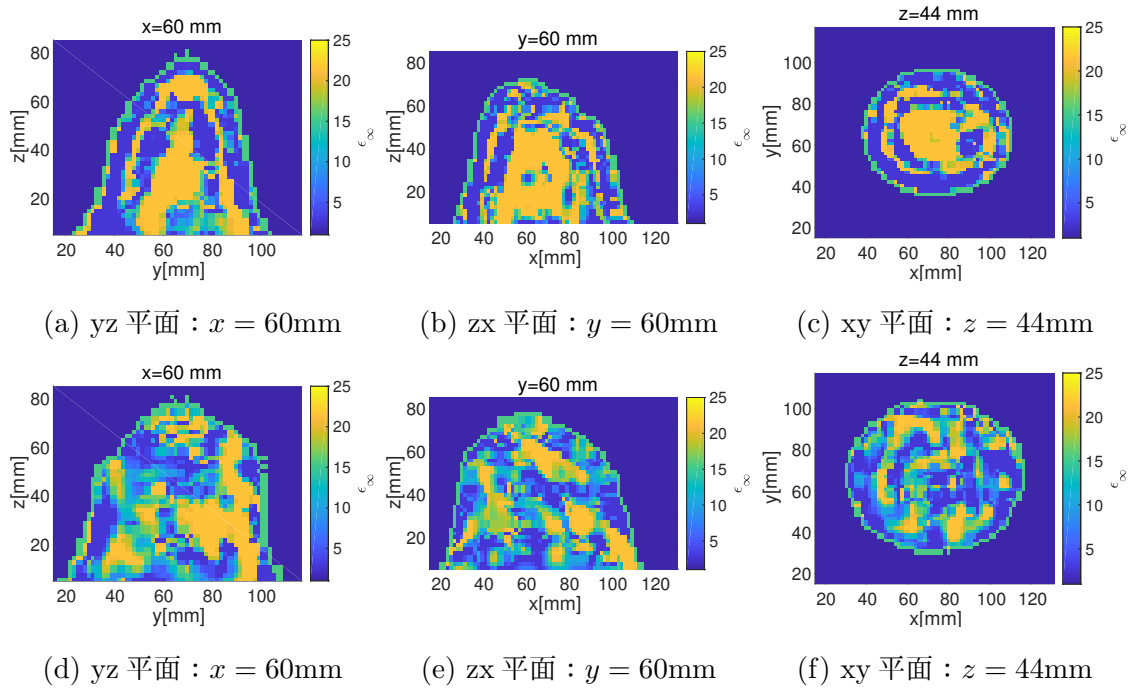 x=60 mm
z[mm]
80
60
40
20
20 40 60 80 100
y[mm]
25
20
15
10
5
ϵ∞
y=60 mm
z[mm]
80
60
40
20
20 40 60 80 100 120
x[mm]
25
20
15
10
5
ϵ∞
z=44 mm
y[mm]
100
80
60
40
20
20 40 60 80 100 120
x[mm]
25
20
15
10
5
ϵ∞
(a) yz 平面：x = 60mm
(b) zx 平面：y = 60mm
(c) xy 平面：z = 44mm
x=60 mm
z[mm]
80
60
40
20
20 40 60 80 100
y[mm]
25
20
15
10
5
ϵ∞
y=60 mm
z[mm]
80
60
40
20
20 40 60 80 100 120
x[mm]
25
20
15
10
5
ϵ∞
z=44 mm
y[mm]
100
80
60
40
20
20 40 60 80 100 120
x[mm]
25
20
15
10
5
ϵ∞
(d) yz 平面：x = 60mm
(e) zx 平面：y = 60mm
(f) xy 平面：z = 44mm